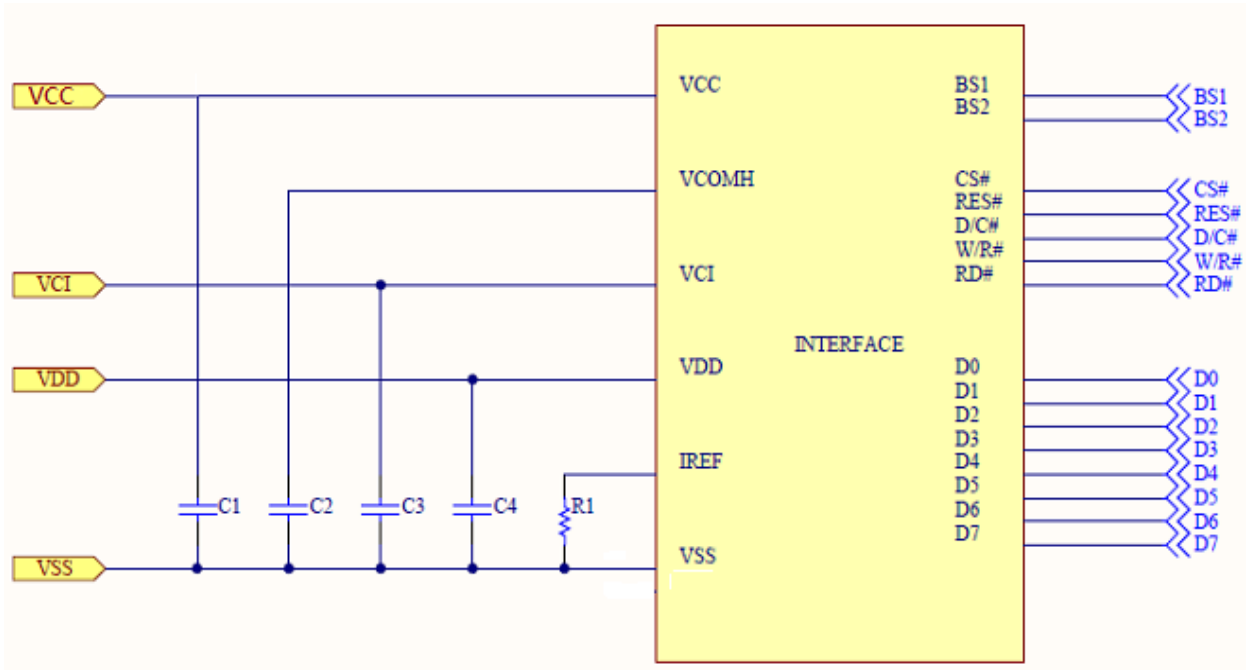 VCC VCC BS1 BS1
BS2 BS2
VCOMH CS# CS#
RES# RES#
D/C# D/C#
W/R# W/R#
VCI VCI RD# RD#
INTERFACE
VDD VDD D0 D0
D1 D1
D2 D2
D3 D3
IREF D4 D4
D5 D5
C1 C2 C3 C4 R1 D6 D6
D7 D7
VSS VSS